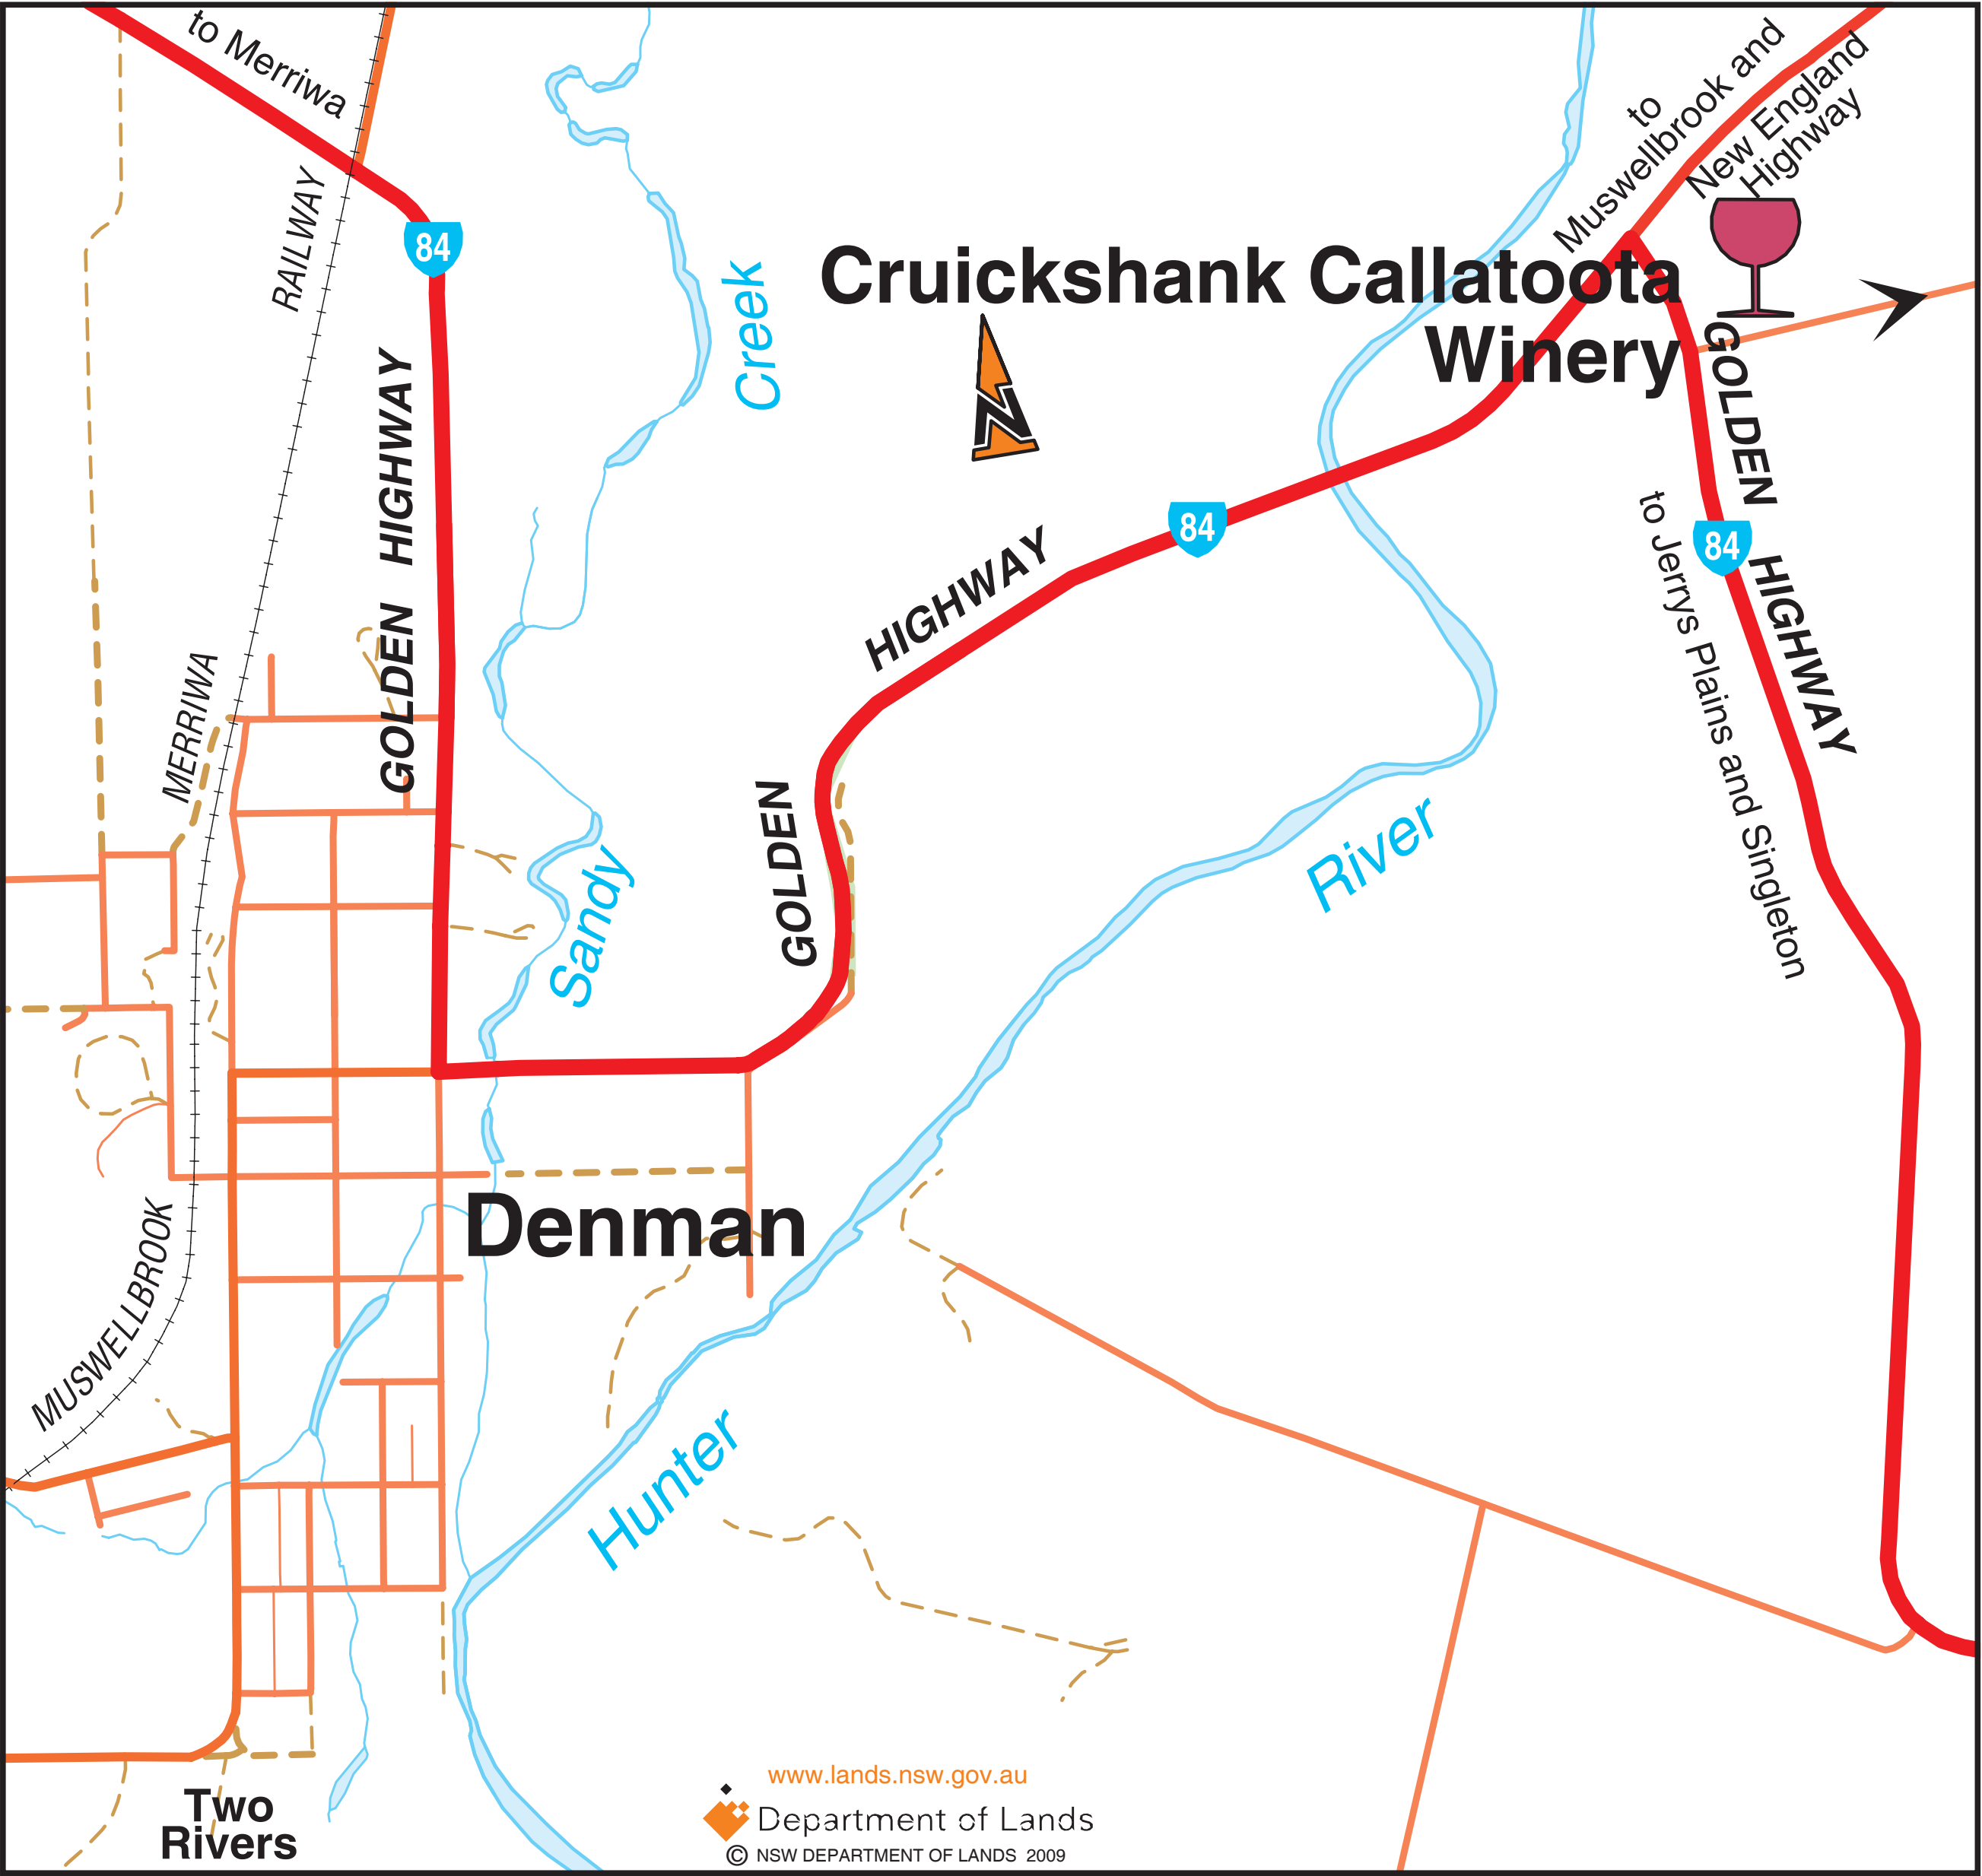 to Merriwa
RAILWAY
84
Creek
to
Muswellbrook and
New England
Highway
Cruickshank Callatoota
Winery
GOLDEN HIGHWAY
84
HIGHWAY
GOLDEN
GOLDEN
84
HIGHWAY
to Jerrys Plains and Singleton
MERRIWA
Sandy
River
Denman
MUSWELLBROOK
Hunter
Two
Rivers
www.lands.nsw.gov.au
Department of Lands
© NSW DEPARTMENT OF LANDS 2009
N